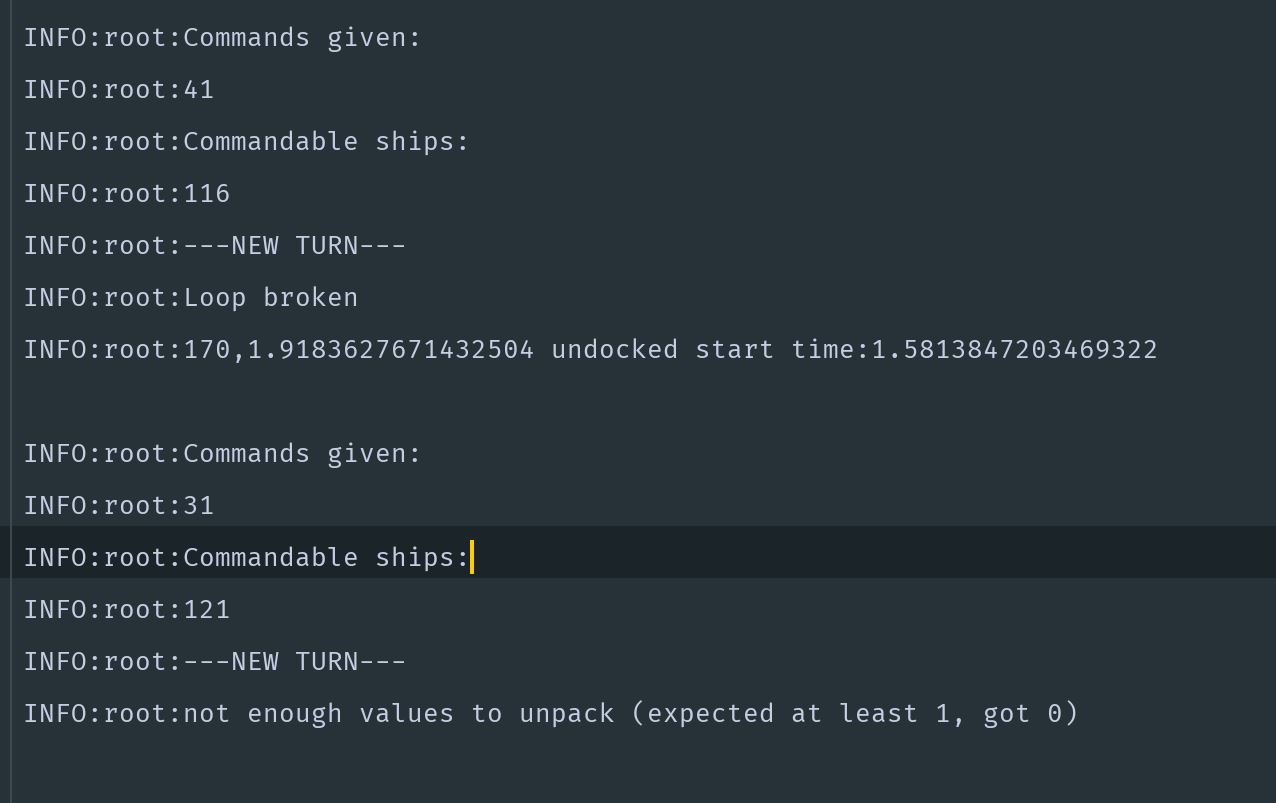 INFO:root:Commands given:
INFO:root:41
INFO:root:Commandable ships:
INFO:root:116
INFO:root:---NEW TURN---
INFO:root:Loop broken
INFO:root:170,1.9183627671432504 undocked start time:1.5813847203469322
INFO:root:Commands given:
INFO:root:31
INFO:root:Commandable ships:
INFO:root:121
INFO:root:---NEW TURN---
INFO:root:not enough values to unpack (expected at least 1, got 0)